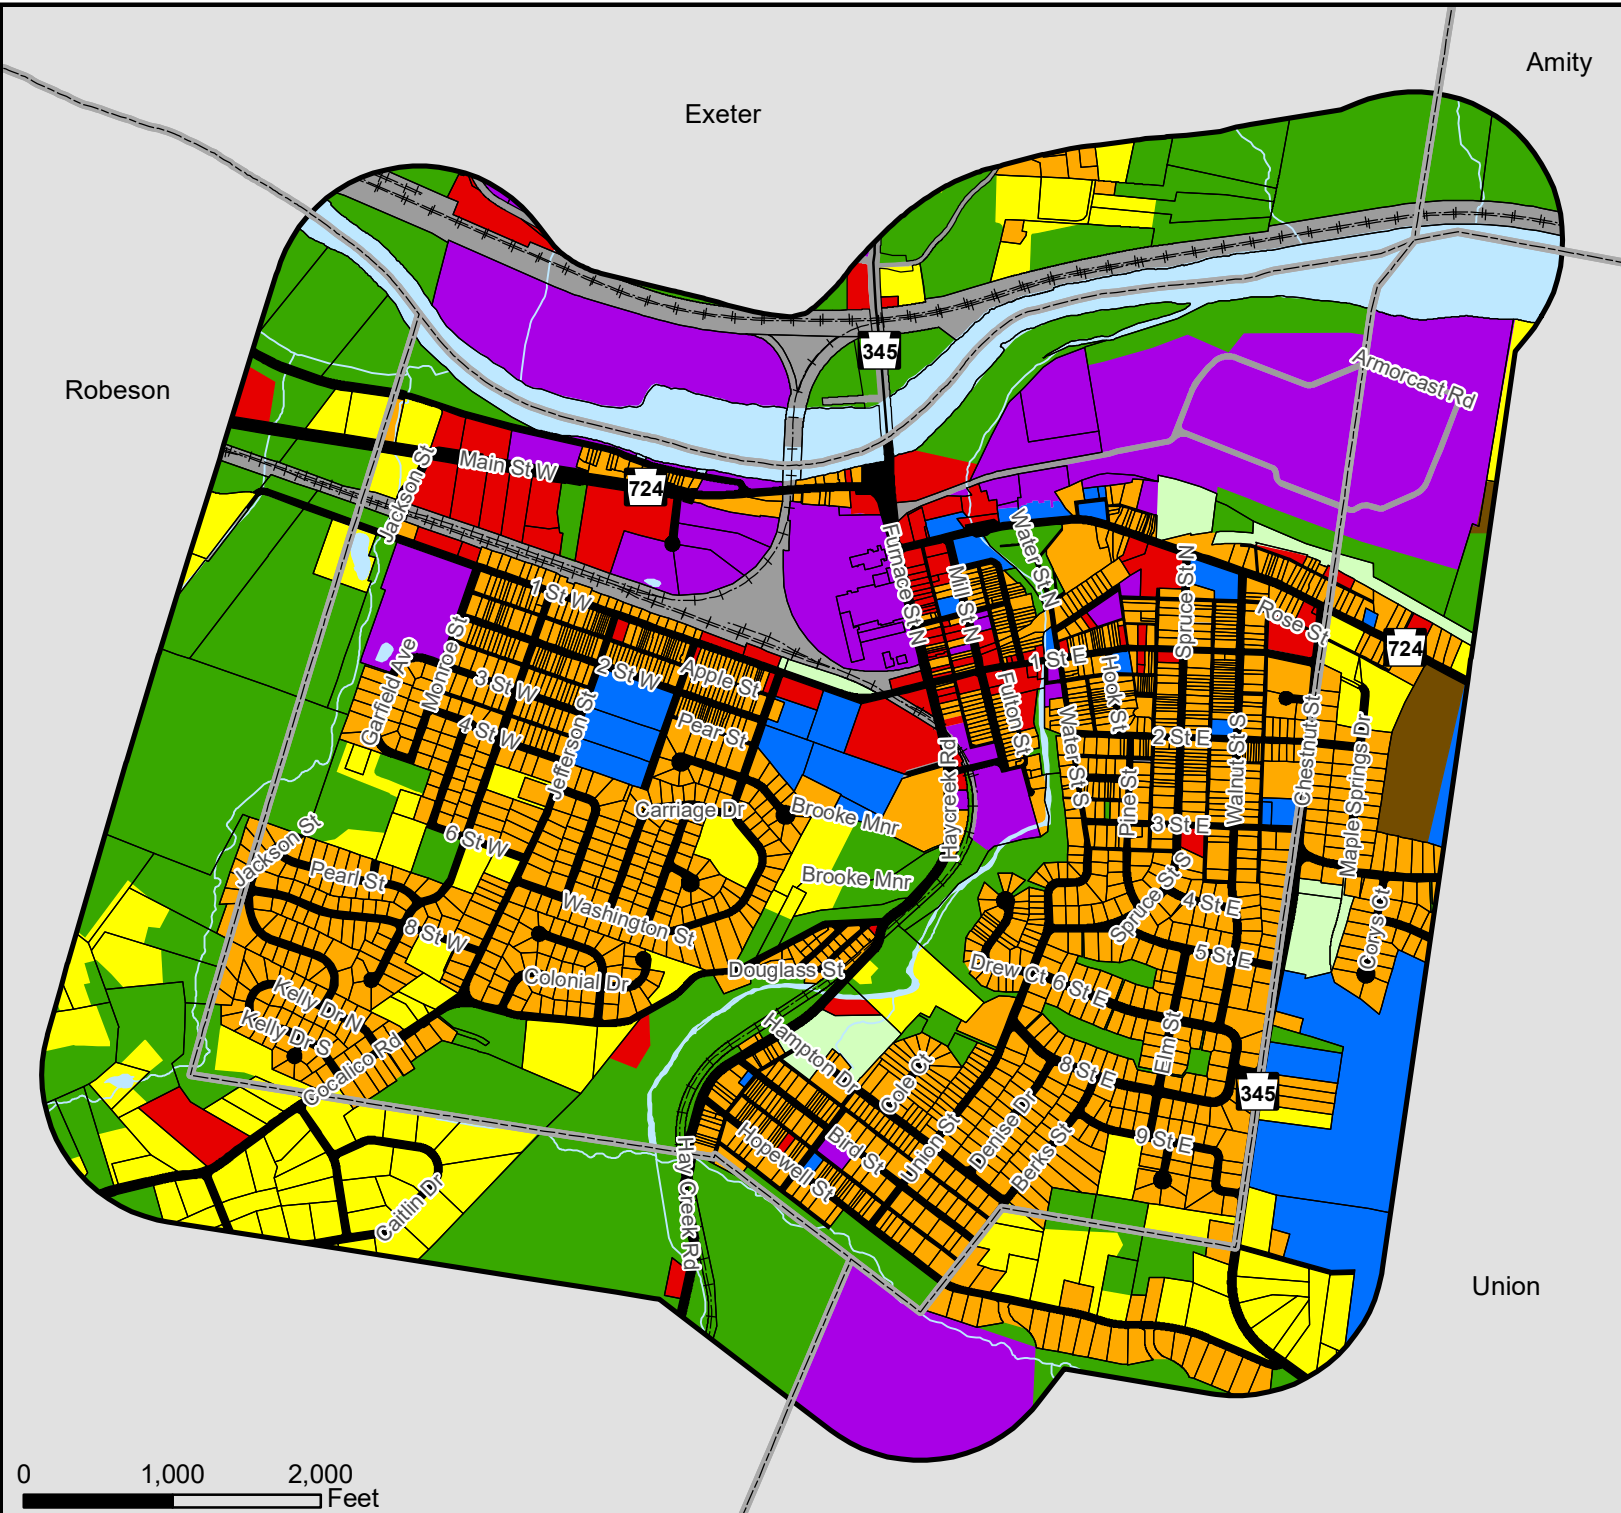 Amity
Exeter
345
Armorcast Rd
Robeson
Jackson St
Main St W
724
Furnace St N
Mill St N
Water St N
Spruce St N
Rose St
724
1 St W
Garfield Ave
Monroe St
2 St W
Apple St
1 St E
Hook St
3 St W
4 St W
Jefferson St
Pear St
Fulton St
Water St S
2 St E
Walnut St S
Chestnut St
Maple Springs Dr
Haycreek Rd
Pine St
3 St E
Carriage Dr
Brooke Mnr
6 St W
Jackson St
Pearl St
Brooke Mnr
Spruce St S
4 St E
Washington St
8 St W
5 St E
Corys Ct
Colonial Dr
Douglass St
Drew Ct
6 St E
Kelly Dr N
Kelly Dr S
Cocalico Rd
Hampton Dr
Cole Ct
Elm St
8 St E
345
Union St
Denise Dr
Berks St
9 St E
Bird St
Hopewell St
Hay Creek Rd
Caitlin Dr
Union
0 1,000 2,000
Feet